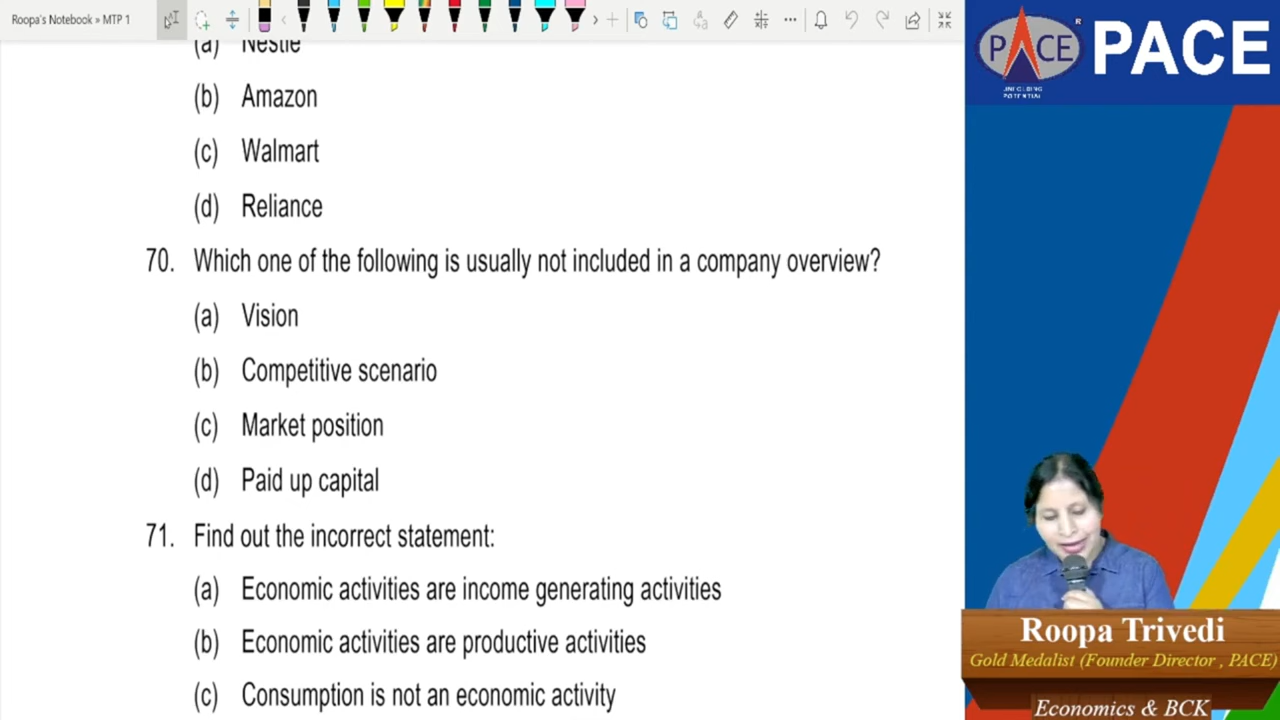 Roopa's Notebook » MTP 1
(a) Nestle
(b) Amazon
(c) Walmart
(d) Reliance
70. Which one of the following is usually not included in a company overview?
(a) Vision
(b) Competitive scenario
(c) Market position
(d) Paid up capital
71. Find out the incorrect statement:
(a) Economic activities are income generating activities
(b) Economic activities are productive activities
(c) Consumption is not an economic activity
PACE
PACE
UNFOLDING
POTENTIAL
Roopa Trivedi
Gold Medalist (Founder Director , PACE)
Economics & BCK